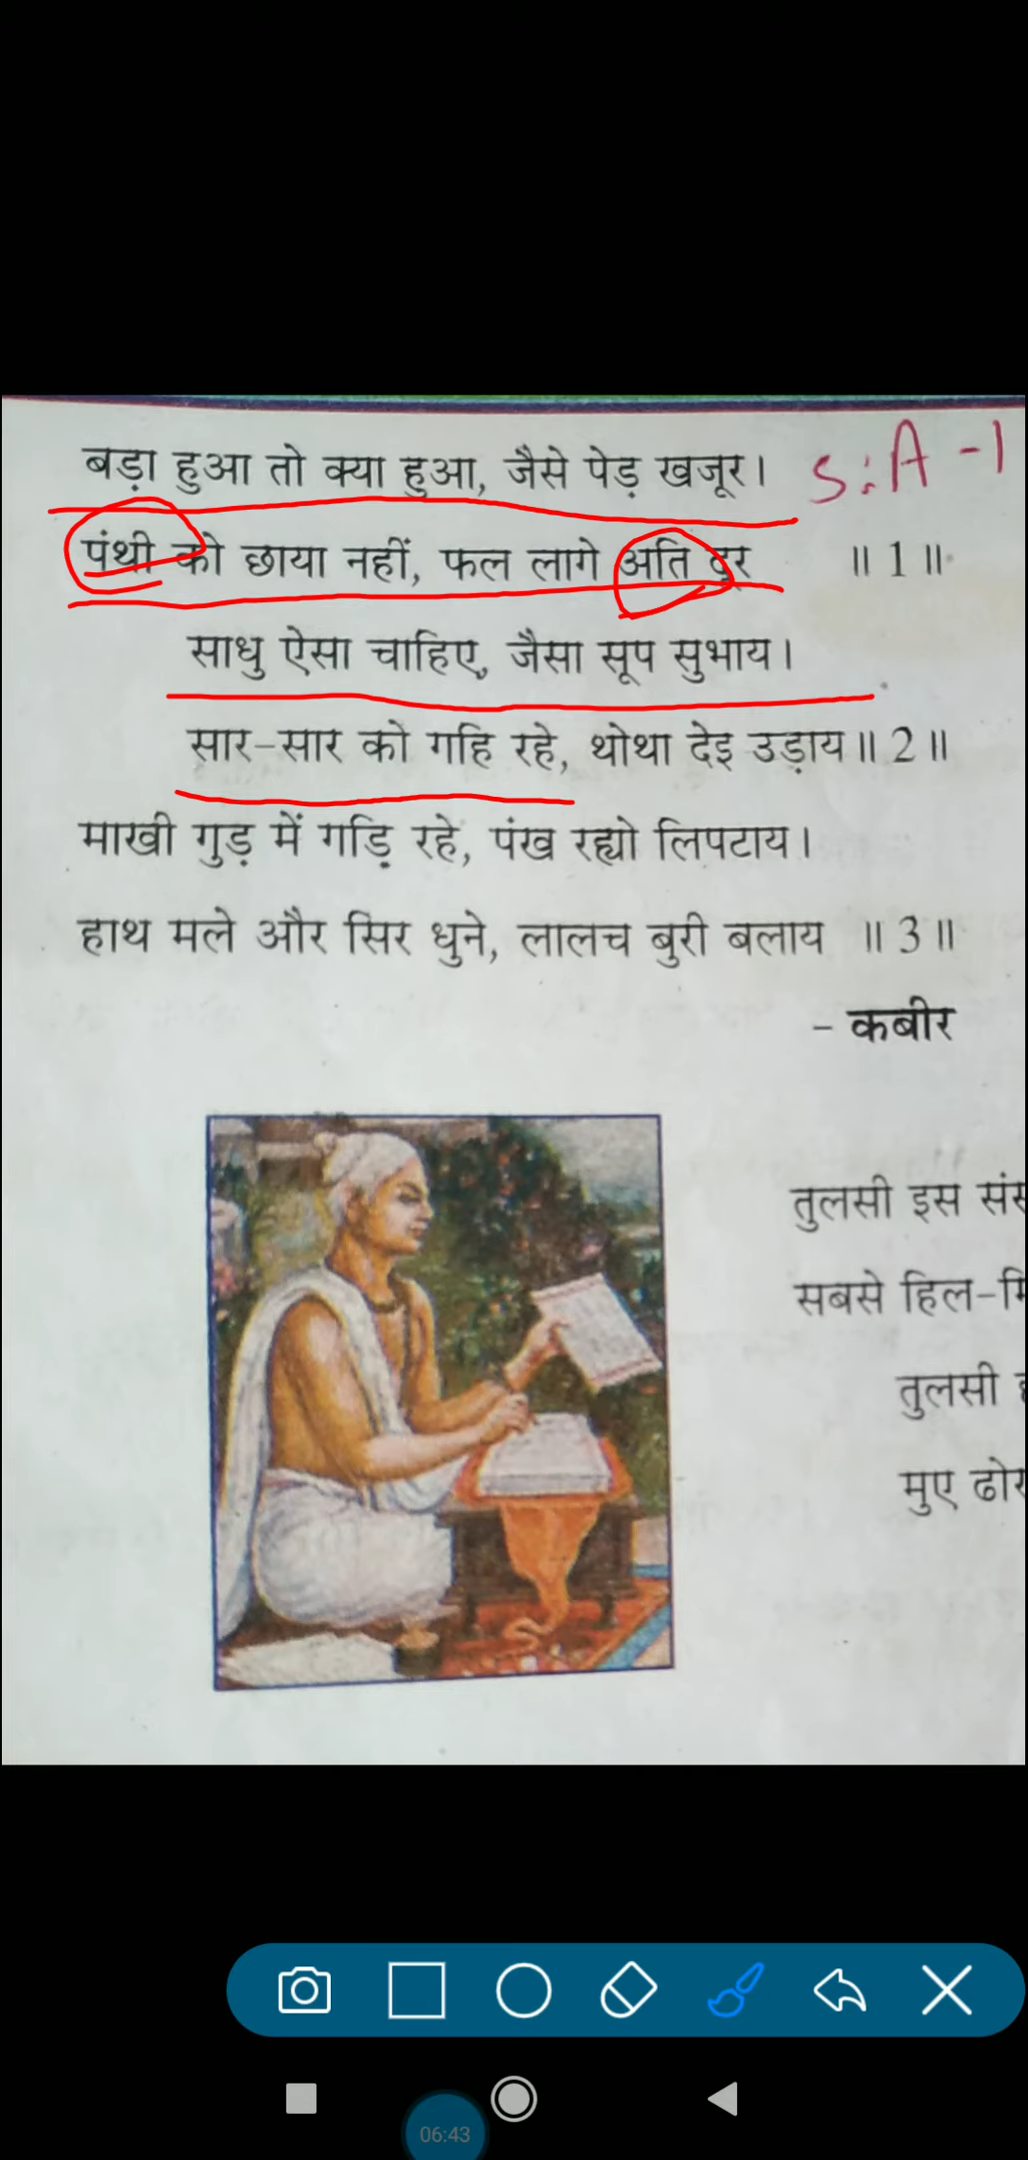 बड़ा हुआ तो क्या हुआ, जैसे पेड़ खजूर। S:A-1
पंथी को छाया नहीं, फल लागे अति दूर ॥ 1 ॥
साधु ऐसा चाहिए, जैसा सूप सुभाय।
सार-सार को गहि रहे, थोथा देइ उड़ाय॥ 2 ॥
माखी गुड़ में गड़ि रहे, पंख रह्यो लिपटाय।
हाथ मले और सिर धुने, लालच बुरी बलाय ॥ 3 ॥
- कबीर
तुलसी इस
सबसे हिल-मि
तुलसी
मुए ढोर
06:43